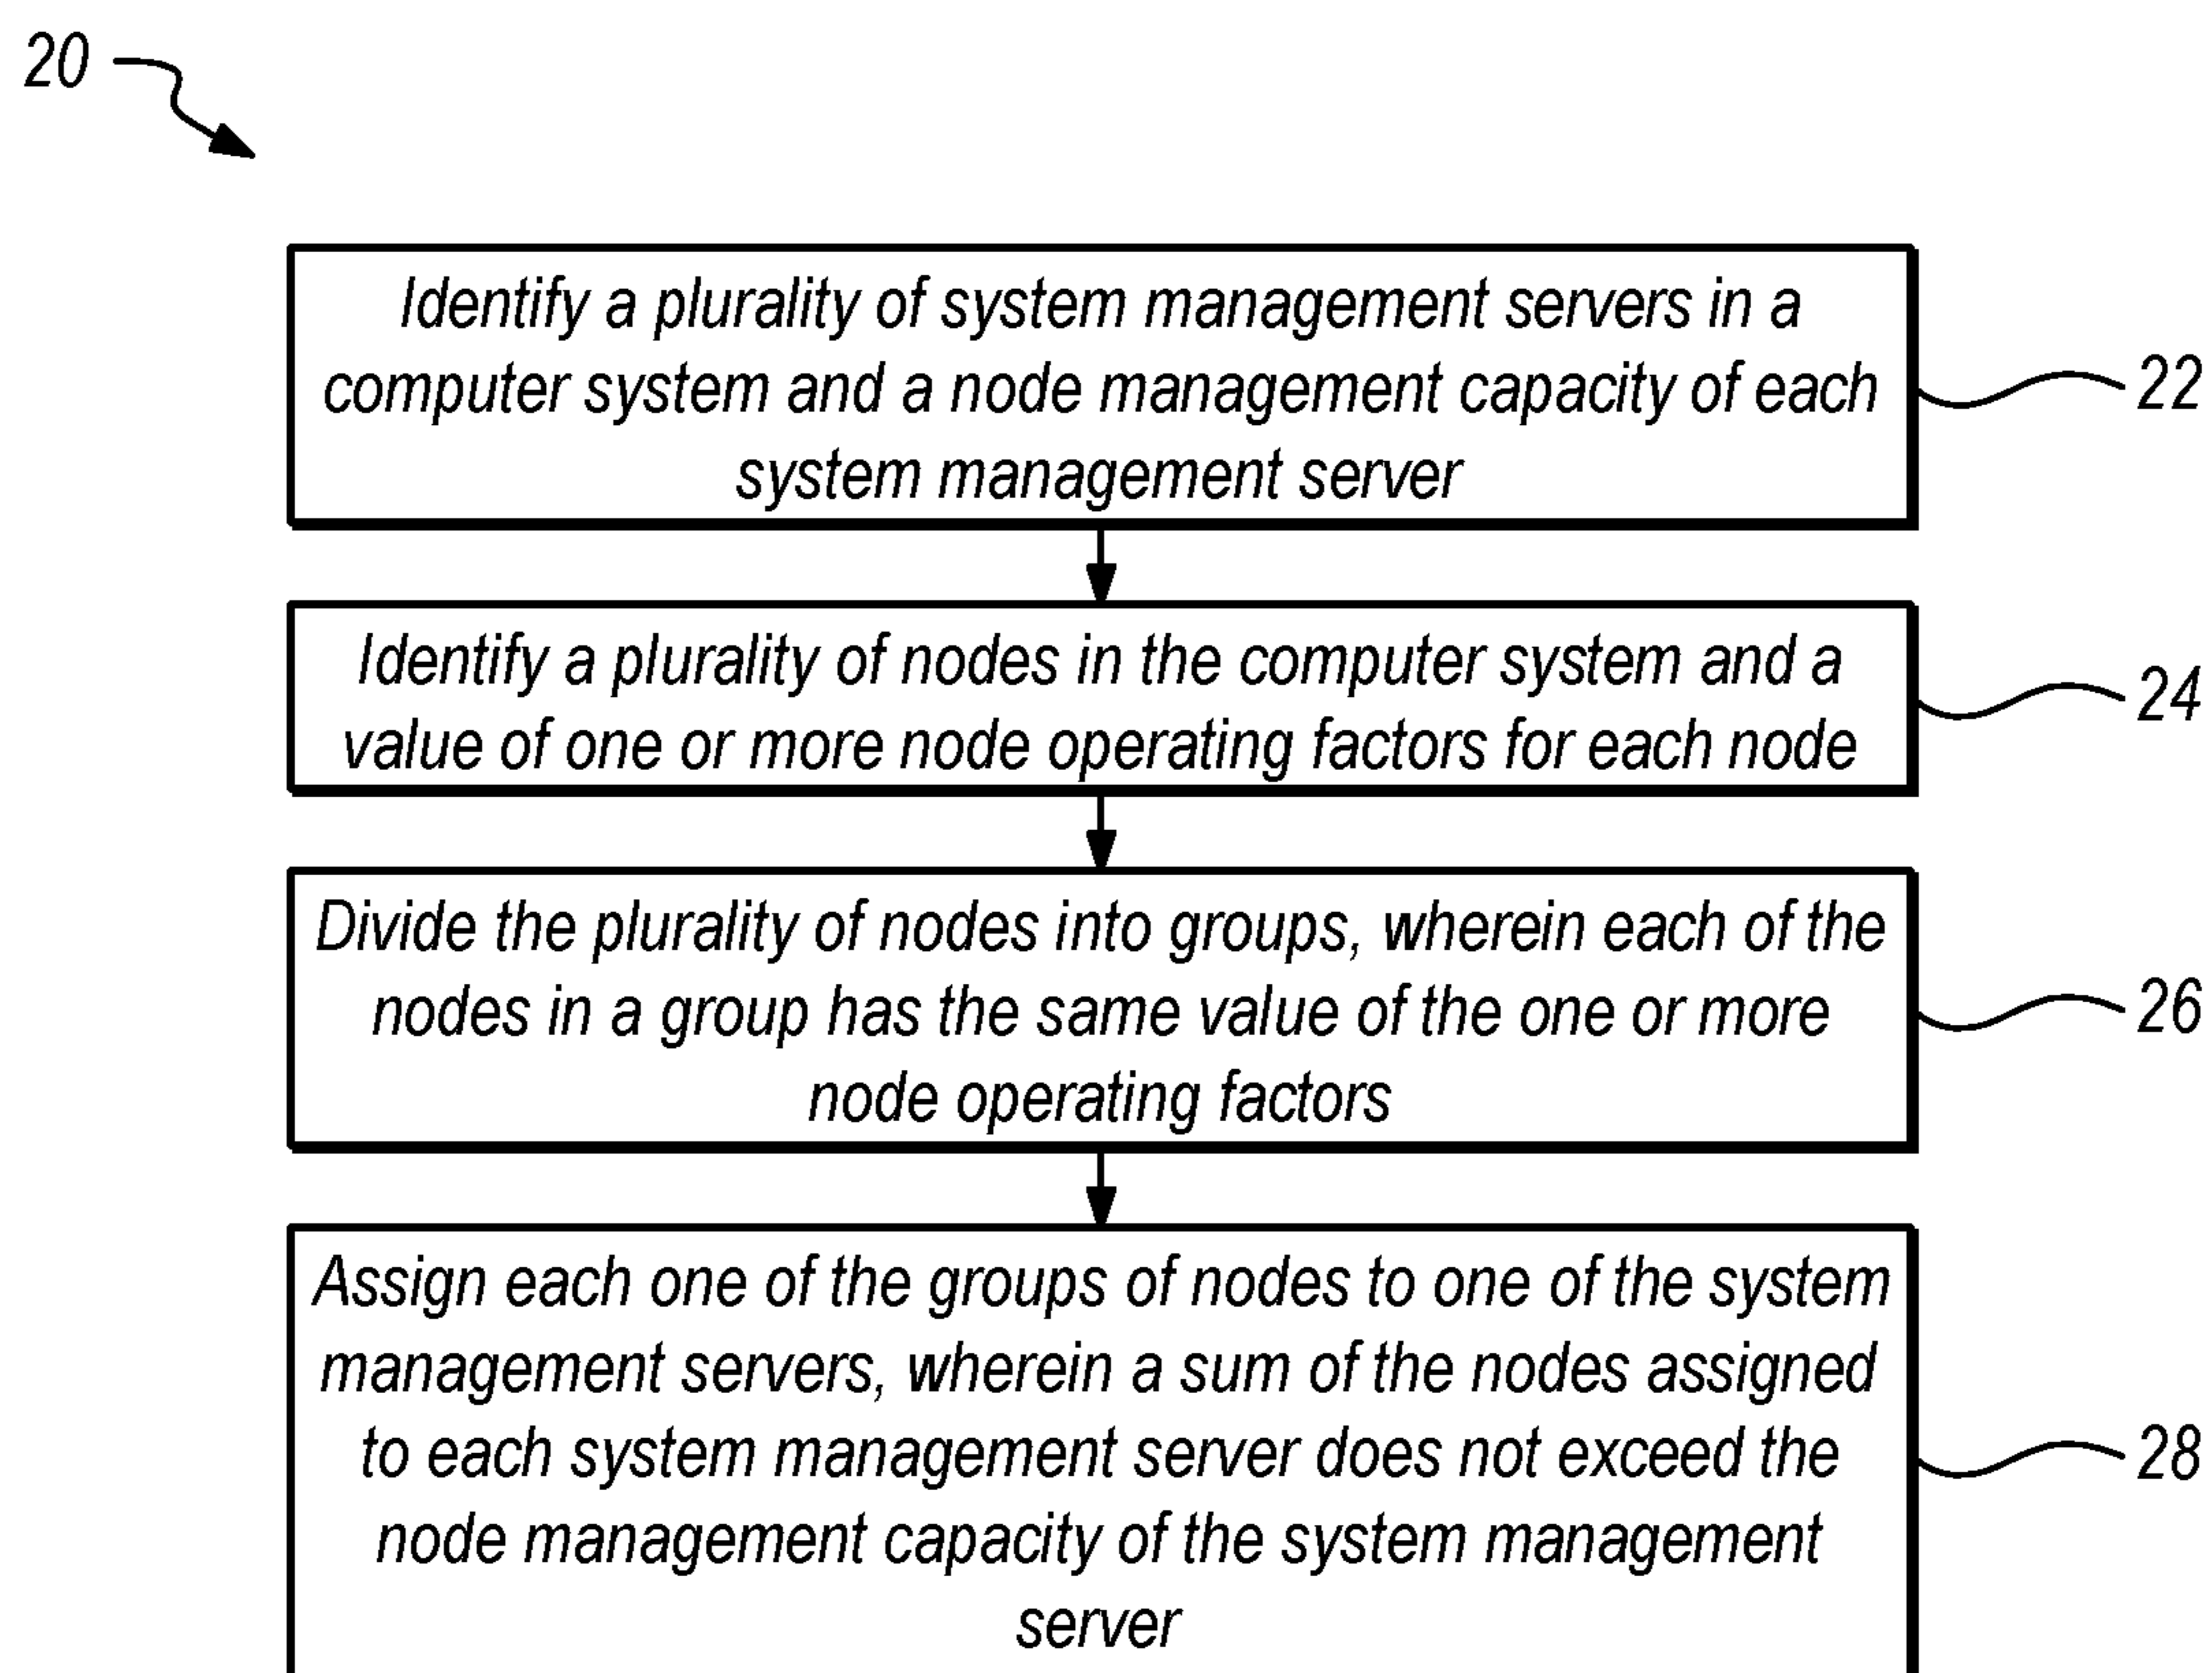 20
Identify a plurality of system management servers in a
computer system and a node management capacity of each
system management server
22
Identify a plurality of nodes in the computer system and a
value of one or more node operating factors for each node
24
Divide the plurality of nodes into groups, wherein each of the
nodes in a group has the same value of the one or more
node operating factors
26
Assign each one of the groups of nodes to one of the system
management servers, wherein a sum of the nodes assigned
to each system management server does not exceed the
node management capacity of the system management
server
28